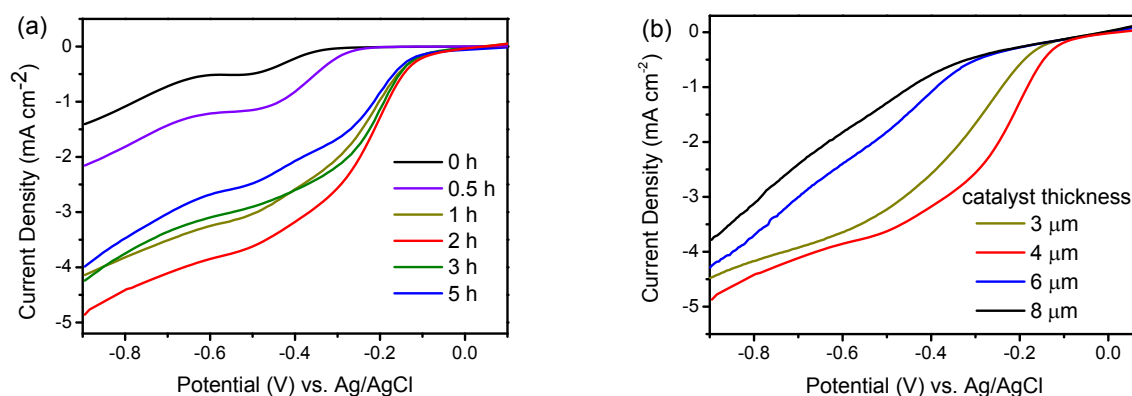 (a)
0
-1
-2
-3
-4
-5
Current Density (mA cm⁻²)
0 h
0.5 h
1 h
2 h
3 h
5 h
-0.8 -0.6 -0.4 -0.2 0.0
Potential (V) vs. Ag/AgCl
(b)
0
-1
-2
-3
-4
-5
Current Density (mA cm⁻²)
catalyst thickness
3 μm
4 μm
6 μm
8 μm
-0.8 -0.6 -0.4 -0.2 0.0
Potential (V) vs. Ag/AgCl